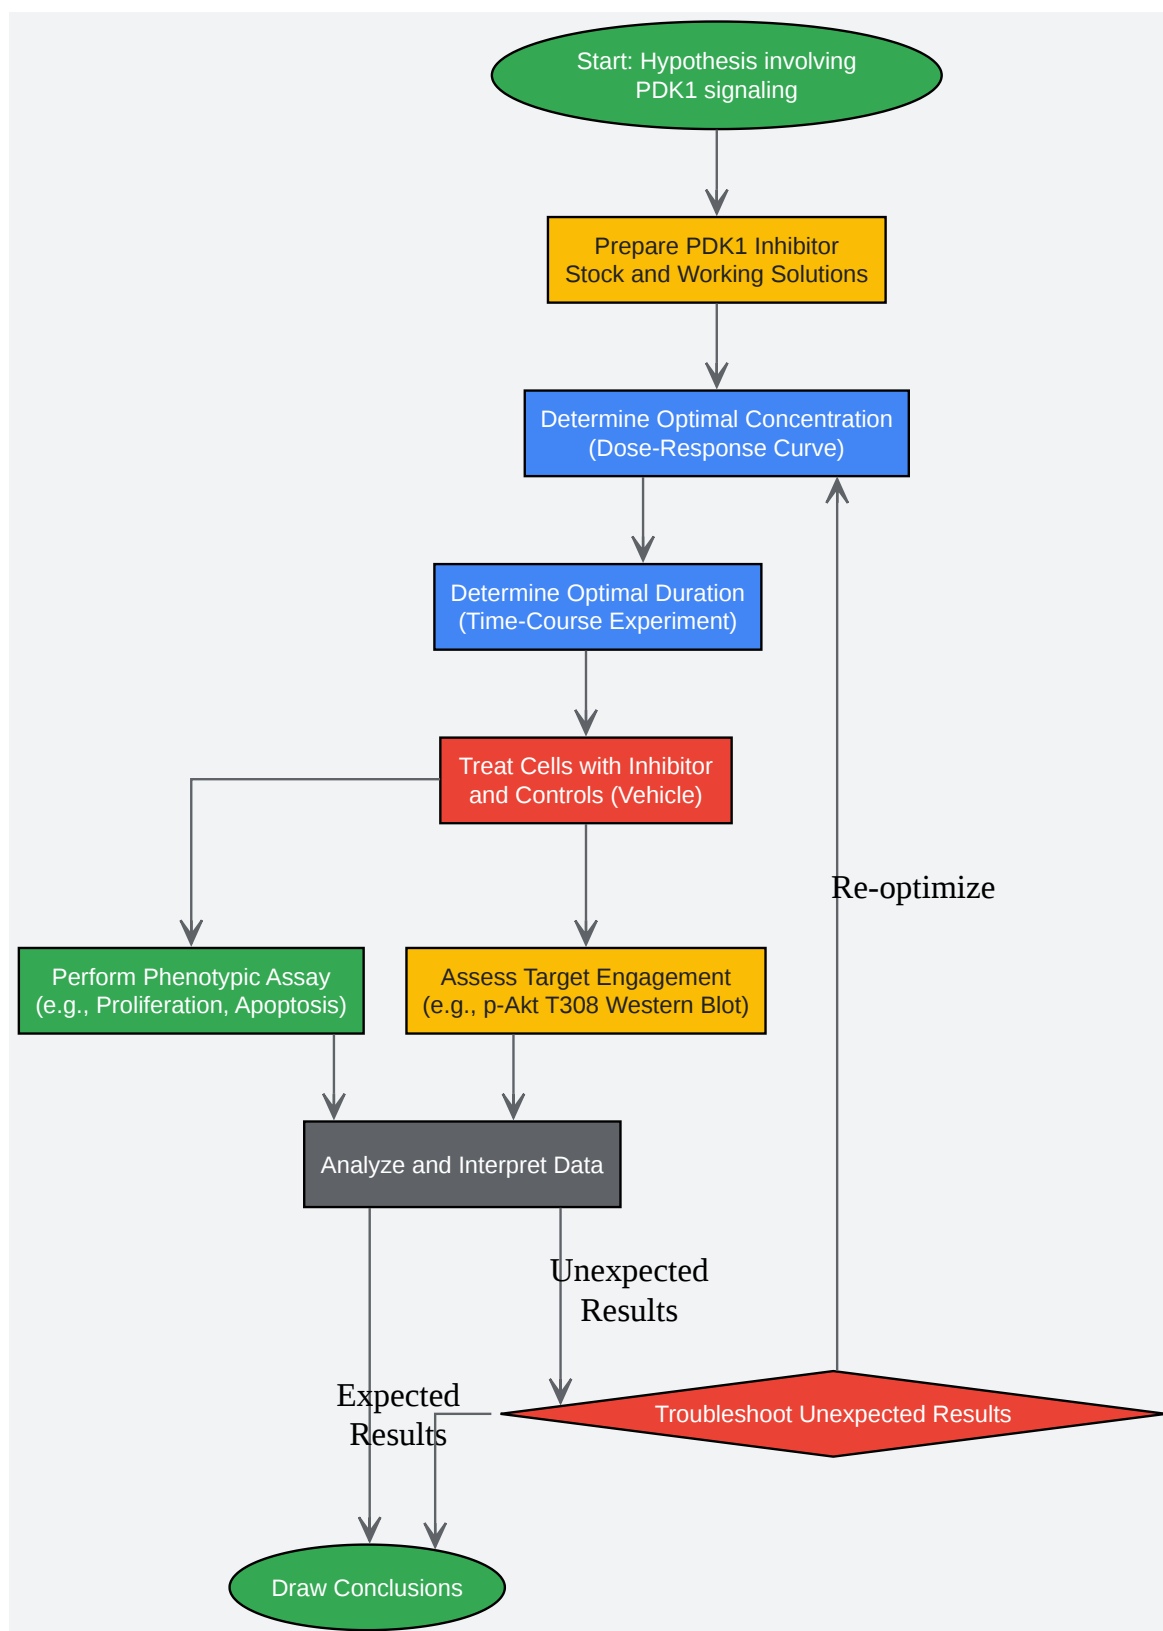 Start: Hypothesis involving
PDK1 signaling
Prepare PDK1 Inhibitor
Stock and Working Solutions
Determine Optimal Concentration
(Dose-Response Curve)
Determine Optimal Duration
(Time-Course Experiment)
Treat Cells with Inhibitor
and Controls (Vehicle)
Re-optimize
Perform Phenotypic Assay
(e.g., Proliferation, Apoptosis)
Assess Target Engagement
(e.g., p-Akt T308 Western Blot)
Analyze and Interpret Data
Unexpected
Results
Expected
Results
Troubleshoot Unexpected Results
Draw Conclusions